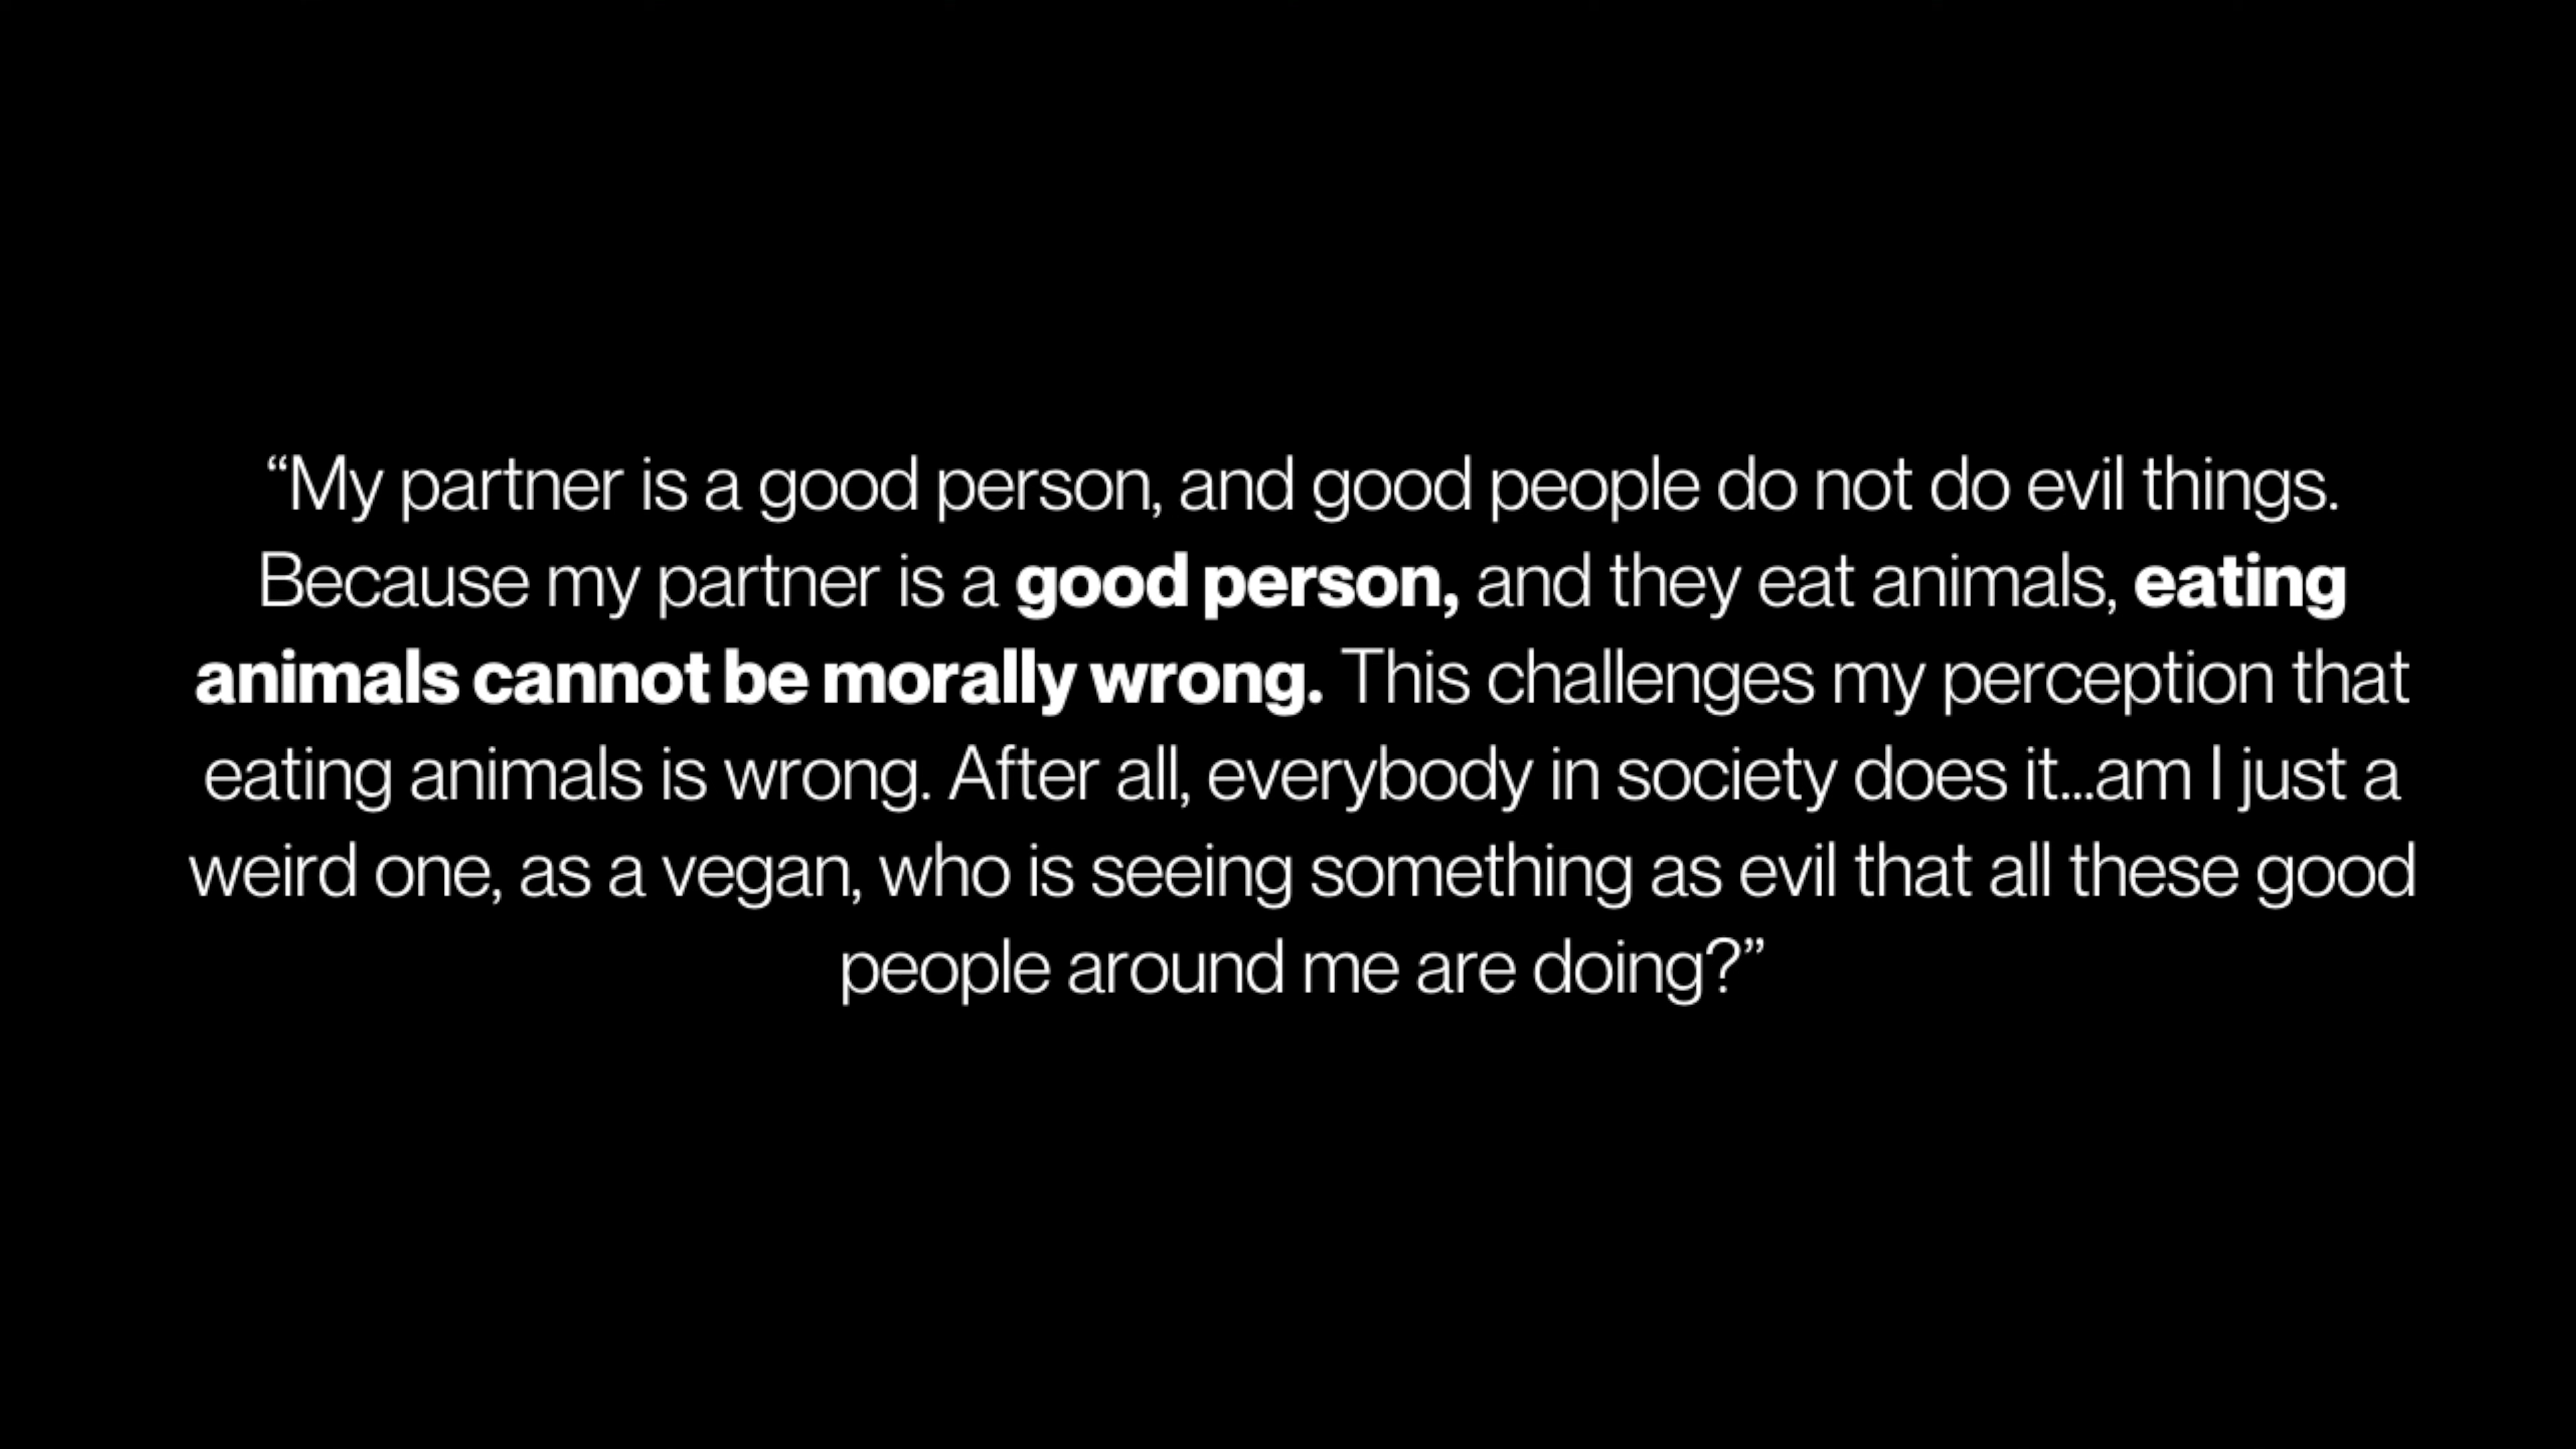 “My partner is a good person, and good people do not do evil things.
Because my partner is a good person, and they eat animals, eating
animals cannot be morally wrong. This challenges my perception that
eating animals is wrong. After all, everybody in society does it...am I just a
weird one, as a vegan, who is seeing something as evil that all these good
people around me are doing?”